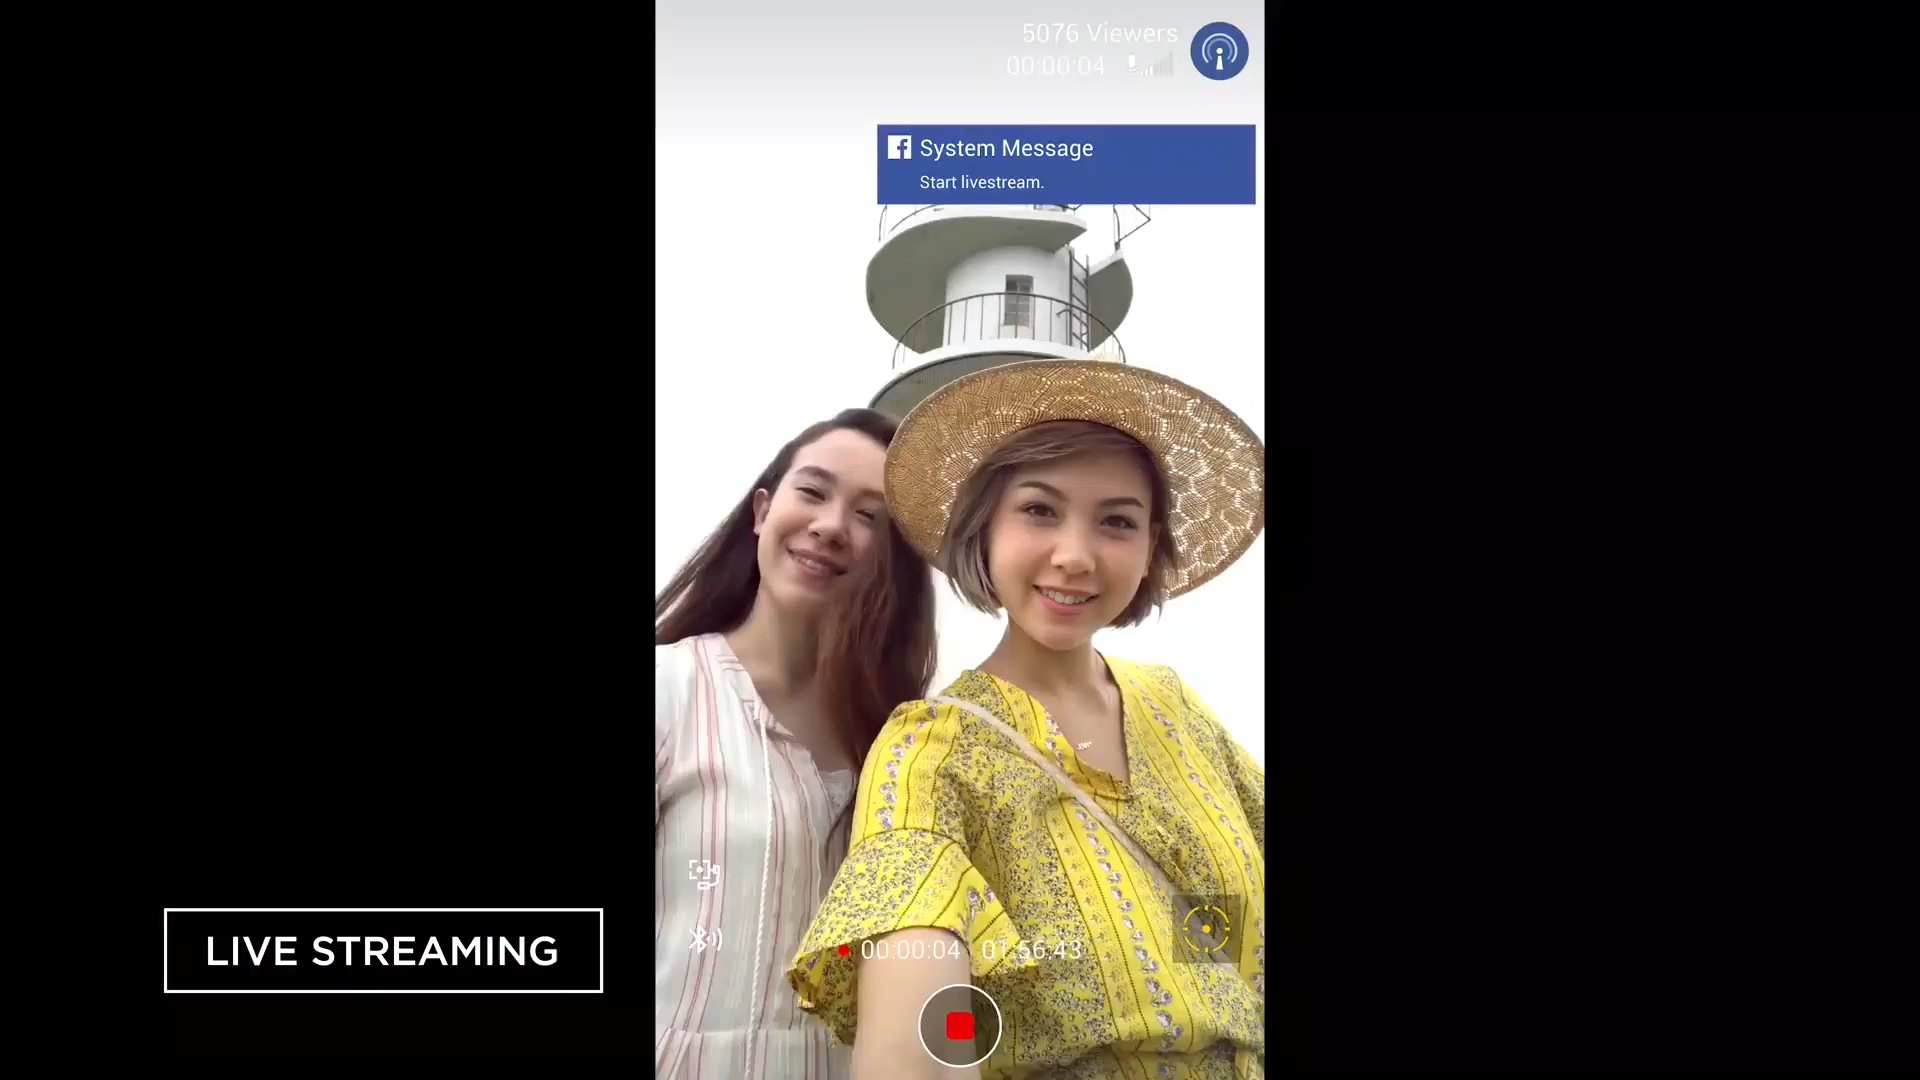 5076 Viewers
00:00:04
System Message
Start livestream.
LIVE STREAMING
00:00:04 01:56:43